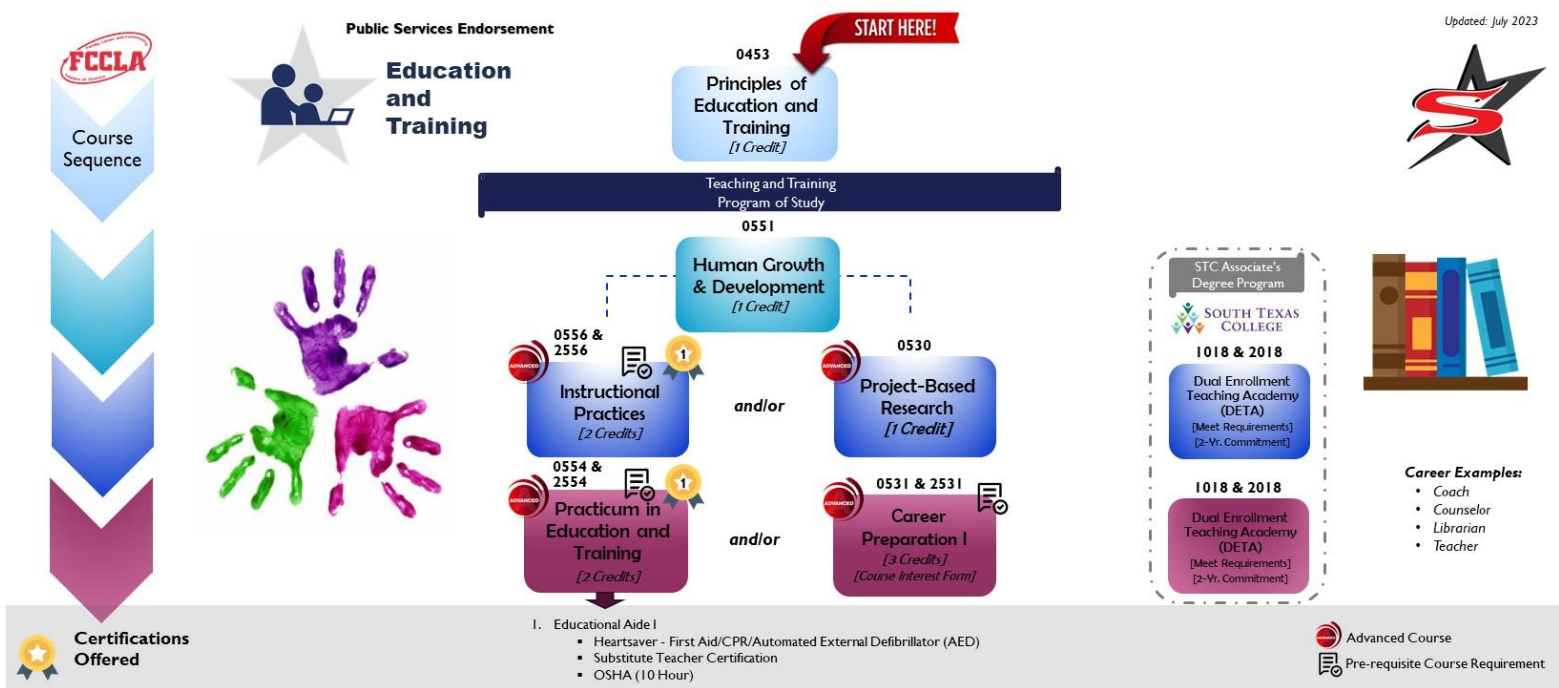 FCCLA
Course
Sequence
Public Services Endorsement
Education
and
Training
START HERE!
Updated: July 2023
S
0453
Principles of
Education and
Training
[1 Credit]
Teaching and Training
Program of Study
0551
Human Growth
& Development
[1 Credit]
0556 &
2556
ADVANCED
1
Instructional
Practices
[2 Credits]
and/or
0530
ADVANCED
Project-Based
Research
[1 Credit]
0554 &
2554
ADVANCED
1
Practicum in
Education and
Training
[2 Credits]
and/or
0531 & 2531
ADVANCED
Career
Preparation I
[3 Credits]
[Course Interest Form]
STC Associate's
Degree Program
SOUTH TEXAS
COLLEGE
1018 & 2018
Dual Enrollment
Teaching Academy
(DETA)
[Meet Requirements]
[2-Yr. Commitment]
1018 & 2018
Dual Enrollment
Teaching Academy
(DETA)
[Meet Requirements]
[2-Yr. Commitment]
Career Examples:
• Coach
• Counselor
• Librarian
• Teacher
Certifications
Offered
1. Educational Aide I
▪ Heartsaver - First Aid/CPR/Automated External Defibrillator (AED)
▪ Substitute Teacher Certification
▪ OSHA (10 Hour)
Advanced Course
Pre-requisite Course Requirement